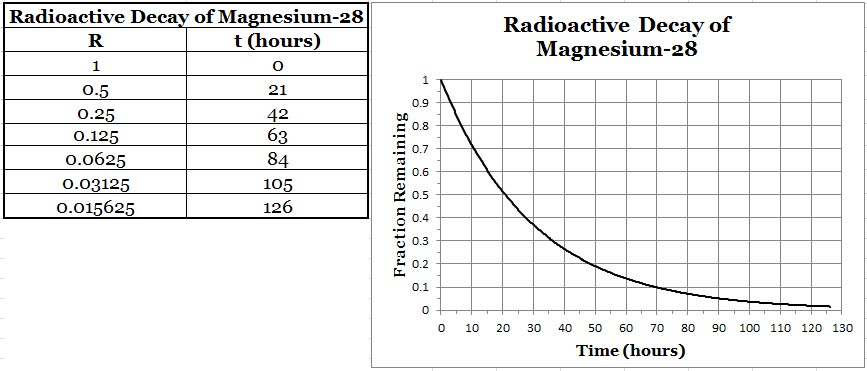 Radioactive Decay of Magnesium-28
R t (hours)
1 0
0.5 21
0.25 42
0.125 63
0.0625 84
0.03125 105
0.015625 126
Radioactive Decay of
Magnesium-28
Fraction Remaining
1
0.9
0.8
0.7
0.6
0.5
0.4
0.3
0.2
0.1
0
0 10 20 30 40 50 60 70 80 90 100 110 120 130
Time (hours)